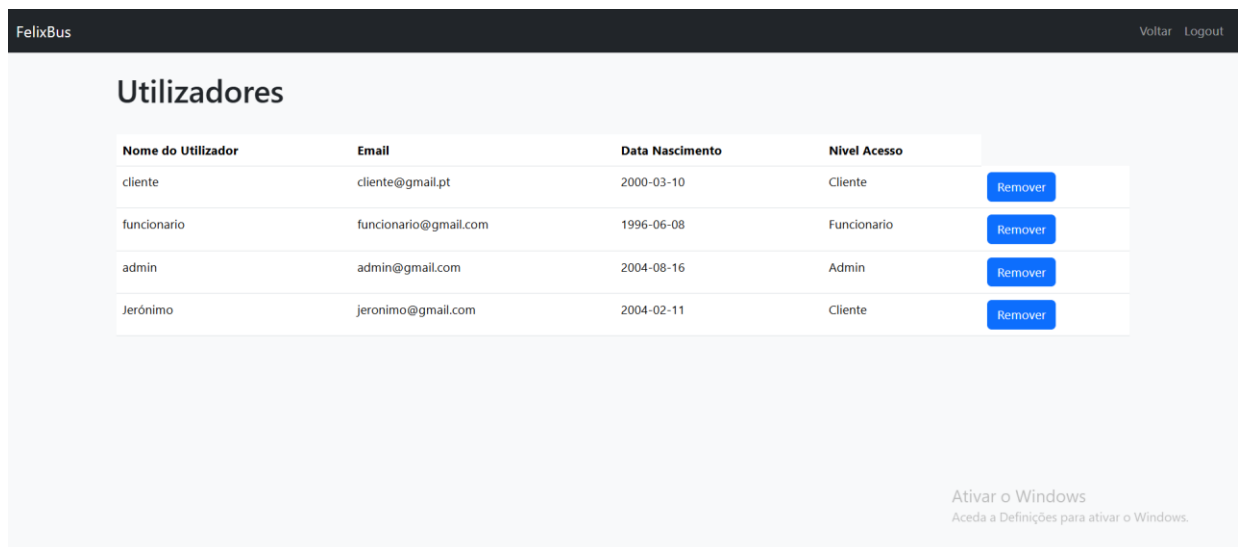 FelixBus Voltar Logout
Utilizadores
Nome do Utilizador Email Data Nascimento Nivel Acesso
cliente cliente@gmail.pt 2000-03-10 Cliente Remover
funcionario funcionario@gmail.com 1996-06-08 Funcionario Remover
admin admin@gmail.com 2004-08-16 Admin Remover
Jerónimo jeronimo@gmail.com 2004-02-11 Cliente Remover
Ativar o Windows
Aceda a Definições para ativar o Windows.